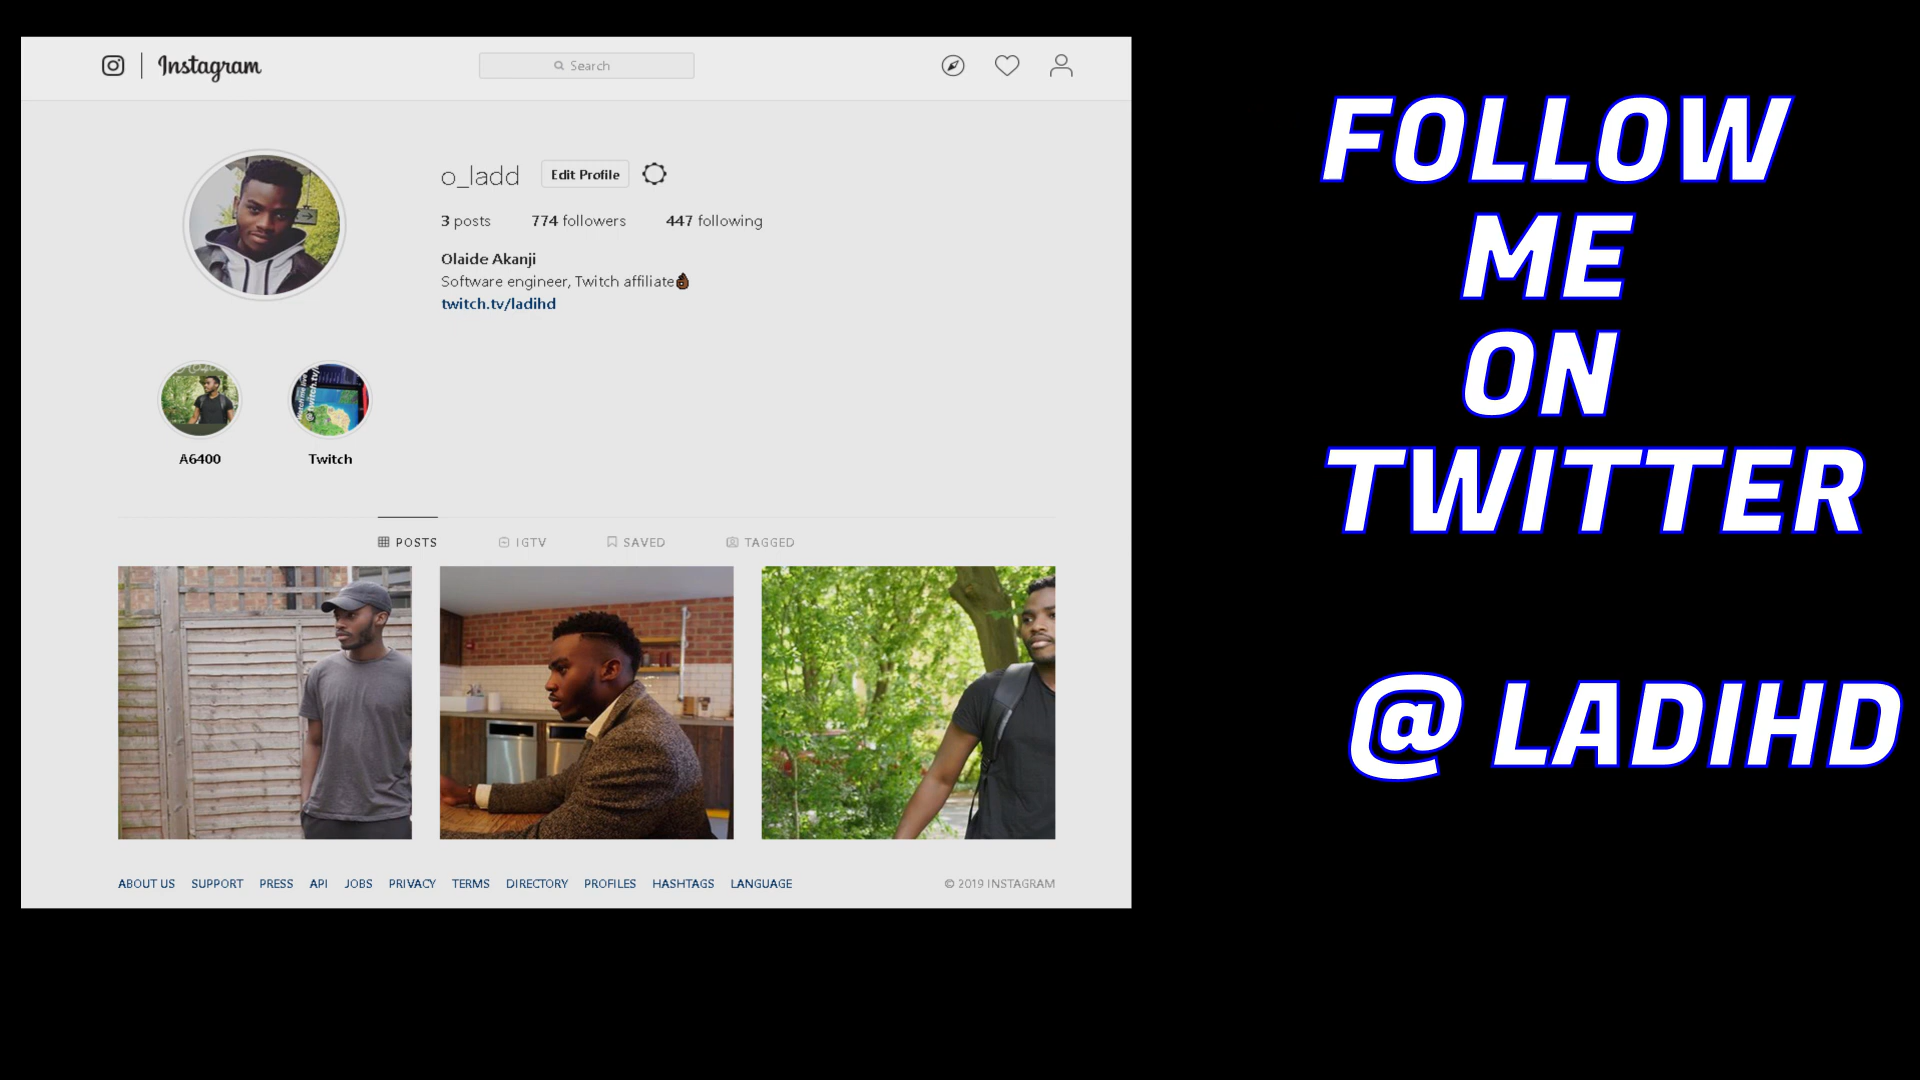 Instagram
Search
o_ladd
Edit Profile
3 posts 774 followers 447 following
Olaide Akanji
Software engineer, Twitch affiliate👌🏿
twitch.tv/ladihd
A6400 Twitch
POSTS IGTV SAVED TAGGED
ABOUT US SUPPORT PRESS API JOBS PRIVACY TERMS DIRECTORY PROFILES HASHTAGS LANGUAGE
© 2019 INSTAGRAM
FOLLOW
ME
ON
TWITTER
@ LADIHD